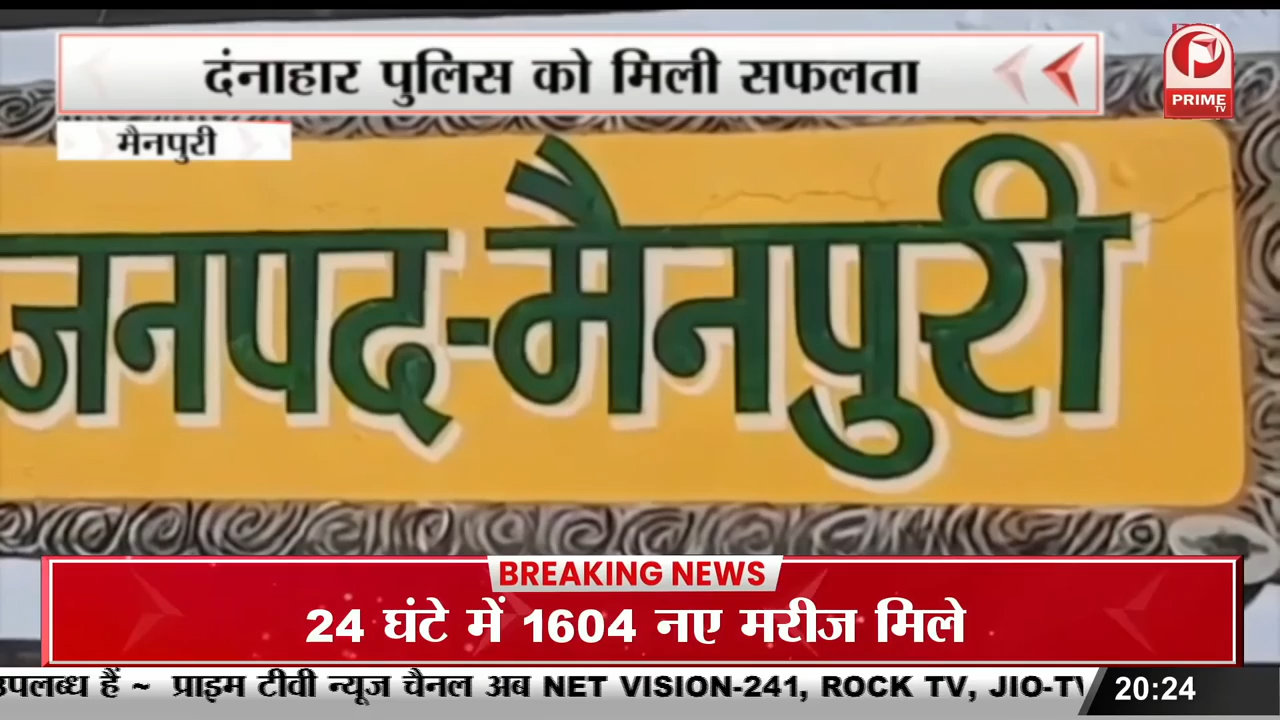 दंनाहार पुलिस को मिली सफलता
PRIME
TV
मैनपुरी
जनपद-मैनपुरी
BREAKING NEWS
24 घंटे में 1604 नए मरीज मिले
उपलब्ध हैं ~ प्राइम टीवी न्यूज चैनल अब NET VISION-241, ROCK TV, JIO-TV
20:24